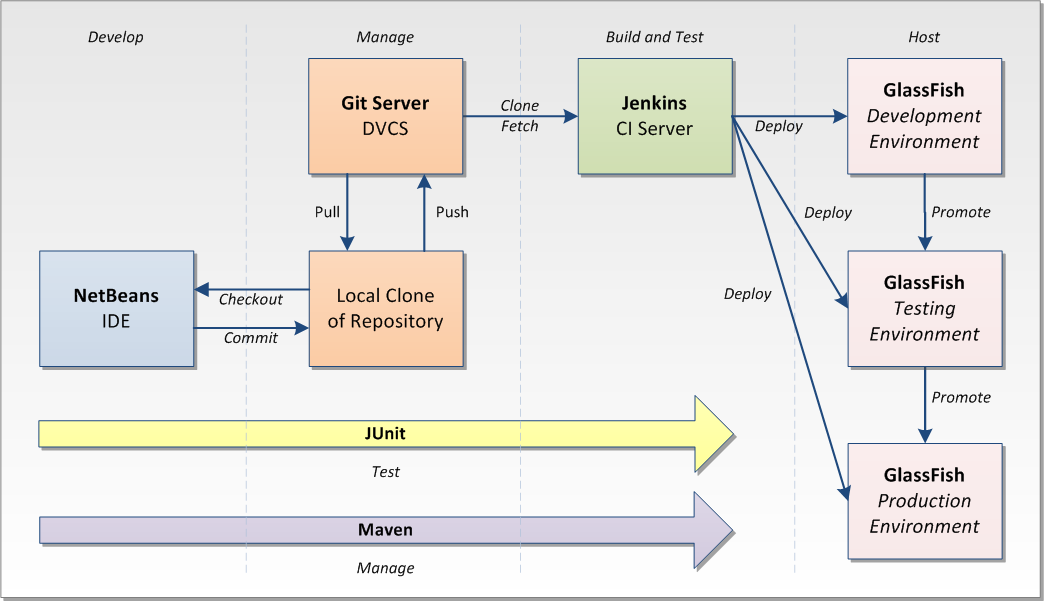 Develop
Manage
Build and Test
Host
Git Server
DVCS
Clone
Fetch
Jenkins
CI Server
Deploy
GlassFish
Development
Environment
Pull
Push
Deploy
Promote
NetBeans
IDE
Checkout
Commit
Local Clone
of Repository
Deploy
GlassFish
Testing
Environment
Promote
JUnit
Test
GlassFish
Production
Environment
Maven
Manage